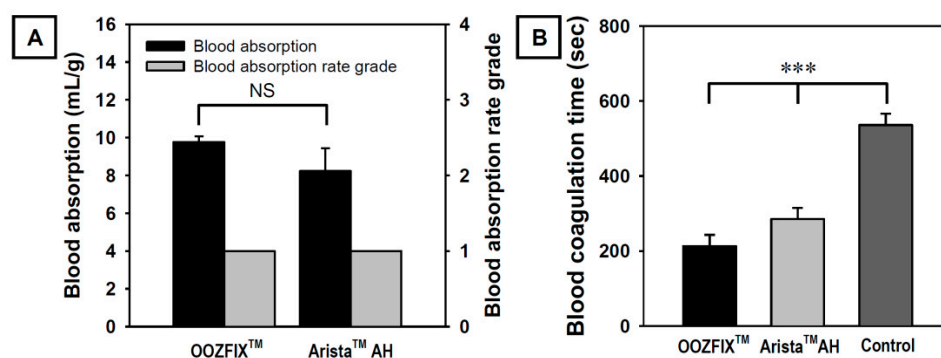 A
Blood absorption (mL/g)
16
14
12
10
8
6
4
2
0
Blood absorption
Blood absorption rate grade
NS
4
3
2
1
0
Blood absorption rate grade
OOZFIX™
Arista™ AH
B
Blood coagulation time (sec)
800
600
400
200
0
***
OOZFIX™
Arista™AH
Control